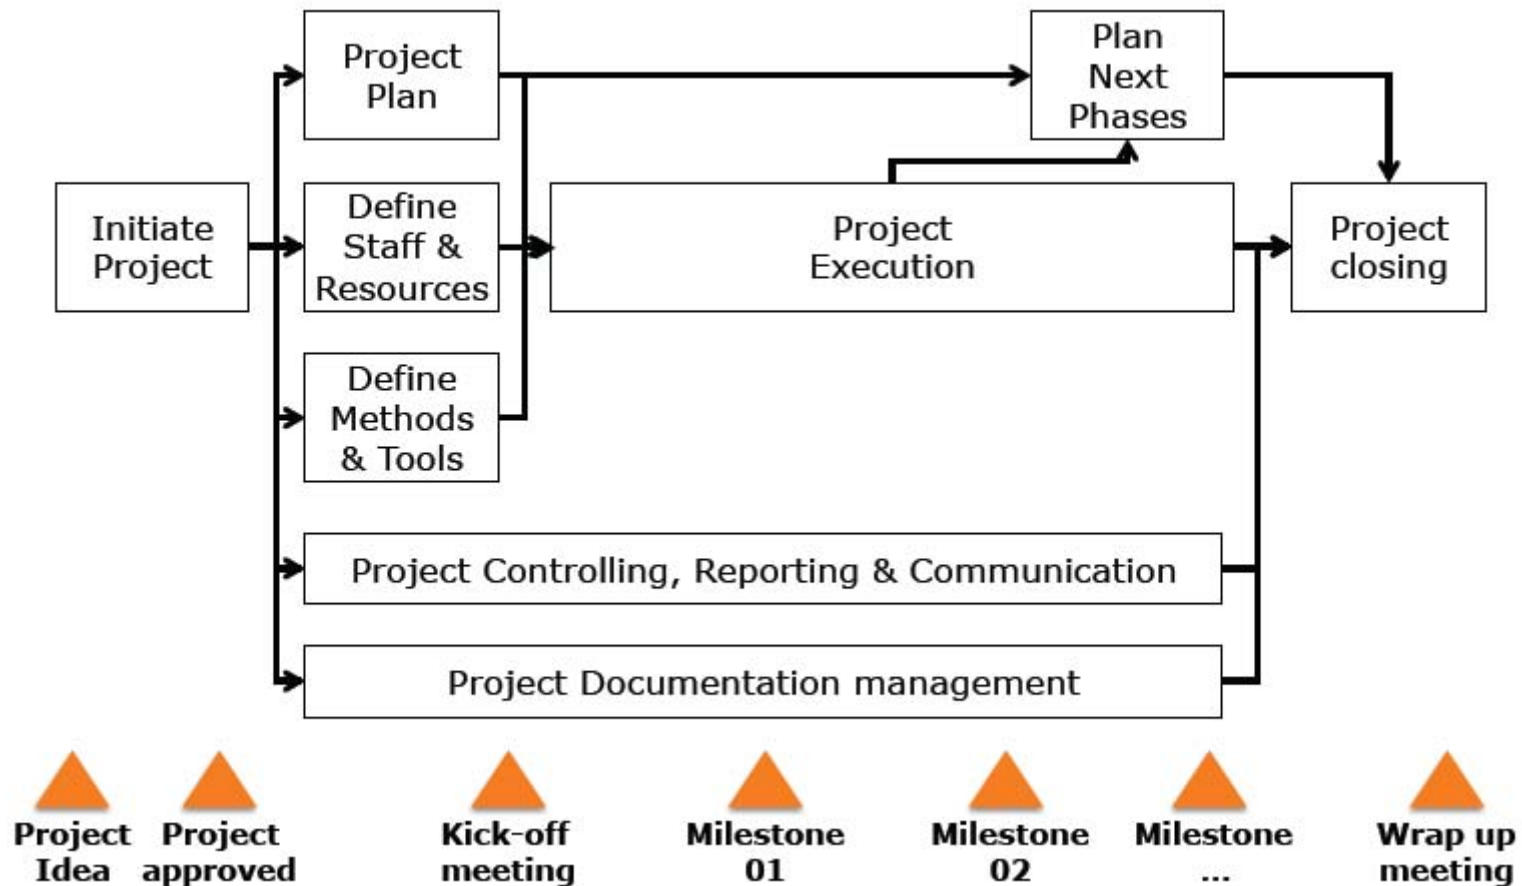 Project
Plan
Plan
Next
Phases
Initiate
Project
Define
Staff &
Resources
Project
Execution
Project
closing
Define
Methods
& Tools
Project Controlling, Reporting & Communication
Project Documentation management
Project
Idea
Project
approved
Kick-off
meeting
Milestone
01
Milestone
02
Milestone
...
Wrap up
meeting